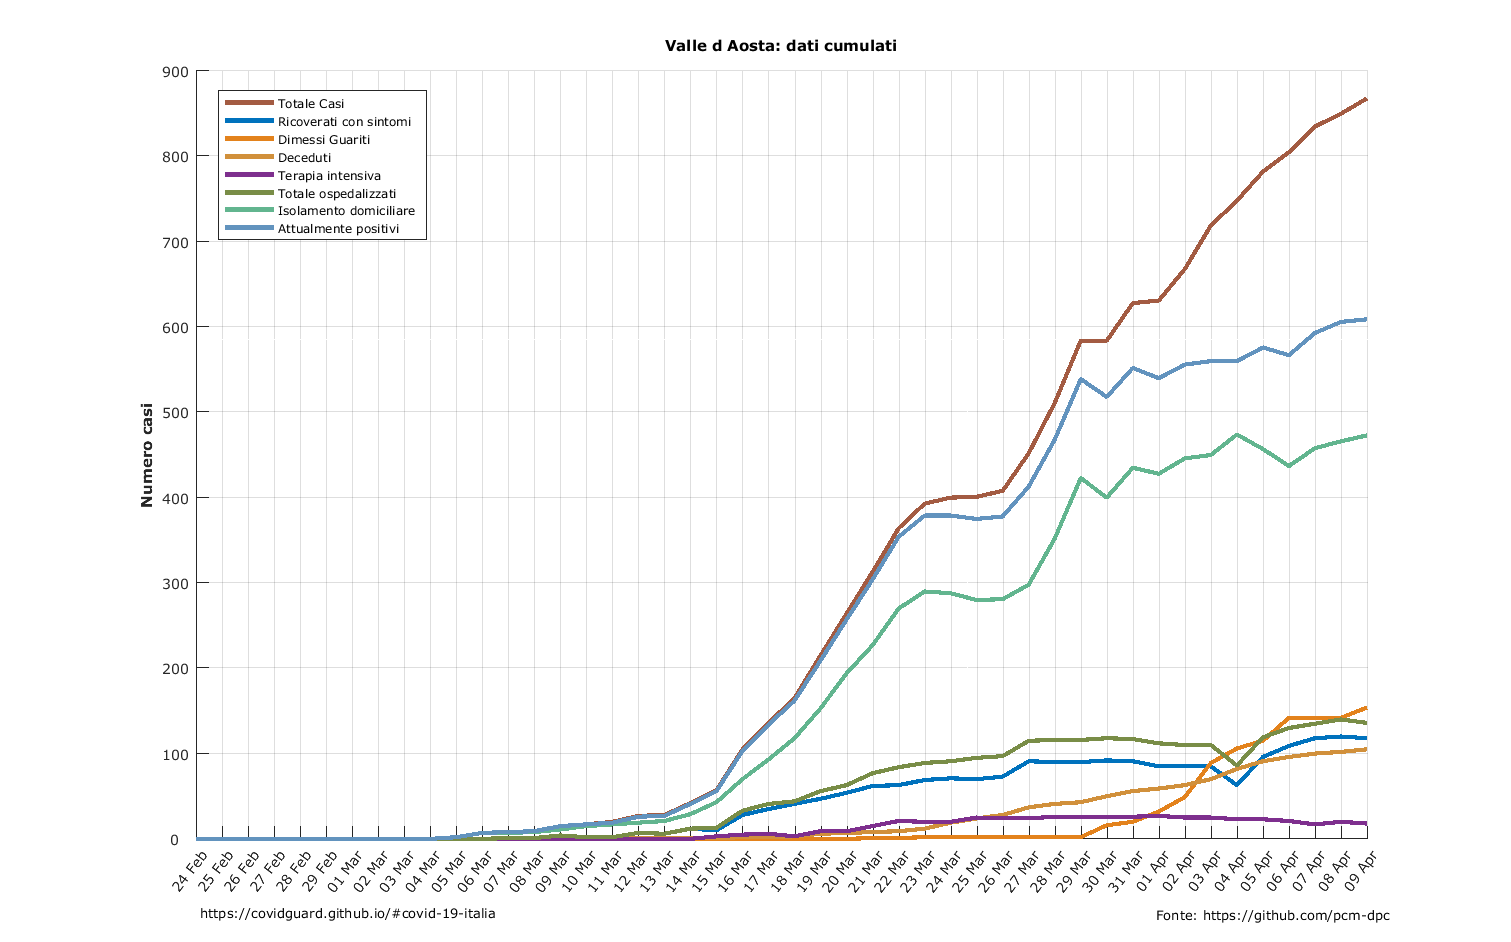 Valle d Aosta: dati cumulati
Numero casi
900
800
700
600
500
400
300
200
100
0
Totale Casi
Ricoverati con sintomi
Dimessi Guariti
Deceduti
Terapia intensiva
Totale ospedalizzati
Isolamento domiciliare
Attualmente positivi
24 Feb
25 Feb
26 Feb
27 Feb
28 Feb
29 Feb
01 Mar
02 Mar
03 Mar
04 Mar
05 Mar
06 Mar
07 Mar
08 Mar
09 Mar
10 Mar
11 Mar
12 Mar
13 Mar
14 Mar
15 Mar
16 Mar
17 Mar
18 Mar
19 Mar
20 Mar
21 Mar
22 Mar
23 Mar
24 Mar
25 Mar
26 Mar
27 Mar
28 Mar
29 Mar
30 Mar
31 Mar
01 Apr
02 Apr
03 Apr
04 Apr
05 Apr
06 Apr
07 Apr
08 Apr
09 Apr
https://covidguard.github.io/#covid-19-italia
Fonte: https://github.com/pcm-dpc